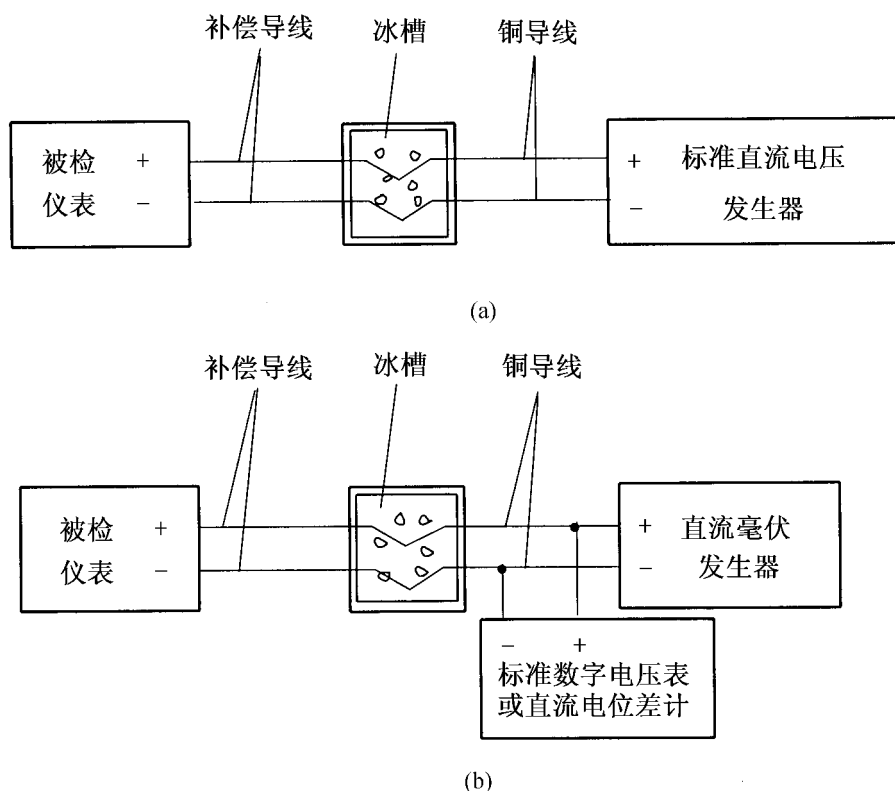 补偿导线 冰槽 铜导线
被检 + + 标准直流电压
仪表 − − 发生器
(a)
补偿导线 冰槽 铜导线
被检 + + 直流毫伏
仪表 − − 发生器
− +
标准数字电压表
或直流电位差计
(b)